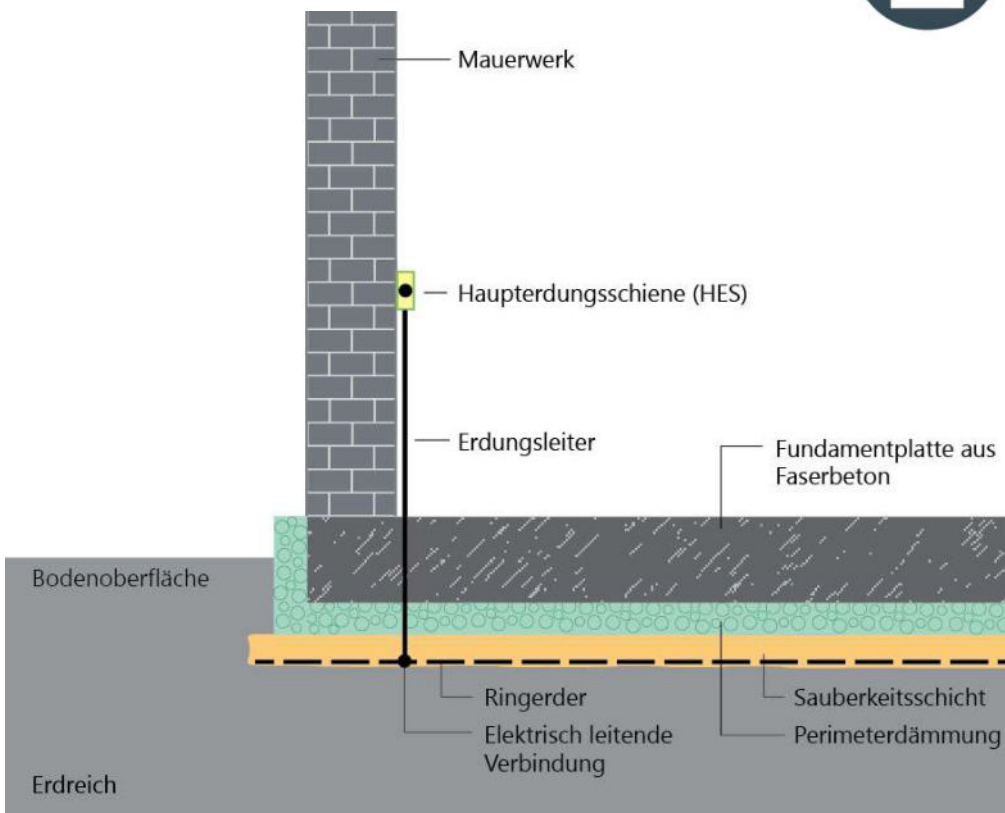 Mauerwerk
Haupterdungsschiene (HES)
Erdungsleiter
Fundamentplatte aus
Faserbeton
Bodenoberfläche
Ringerder
Sauberkeitsschicht
Elektrisch leitende
Verbindung
Perimeterdämmung
Erdreich